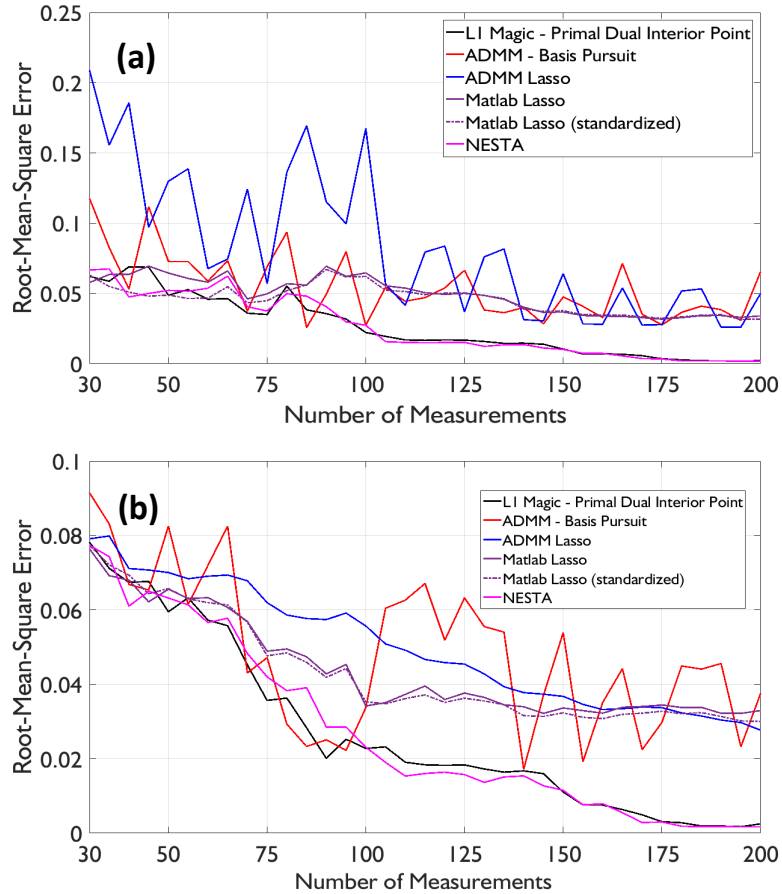 0.25
0.2
0.15
0.1
0.05
0
Root-Mean-Square Error
(a)
L1 Magic - Primal Dual Interior Point
ADMM - Basis Pursuit
ADMM Lasso
Matlab Lasso
Matlab Lasso (standardized)
NESTA
30 50 75 100 125 150 175 200
Number of Measurements
0.1
0.08
0.06
0.04
0.02
0
Root-Mean-Square Error
(b)
L1 Magic - Primal Dual Interior Point
ADMM - Basis Pursuit
ADMM Lasso
Matlab Lasso
Matlab Lasso (standardized)
NESTA
30 50 75 100 125 150 175 200
Number of Measurements